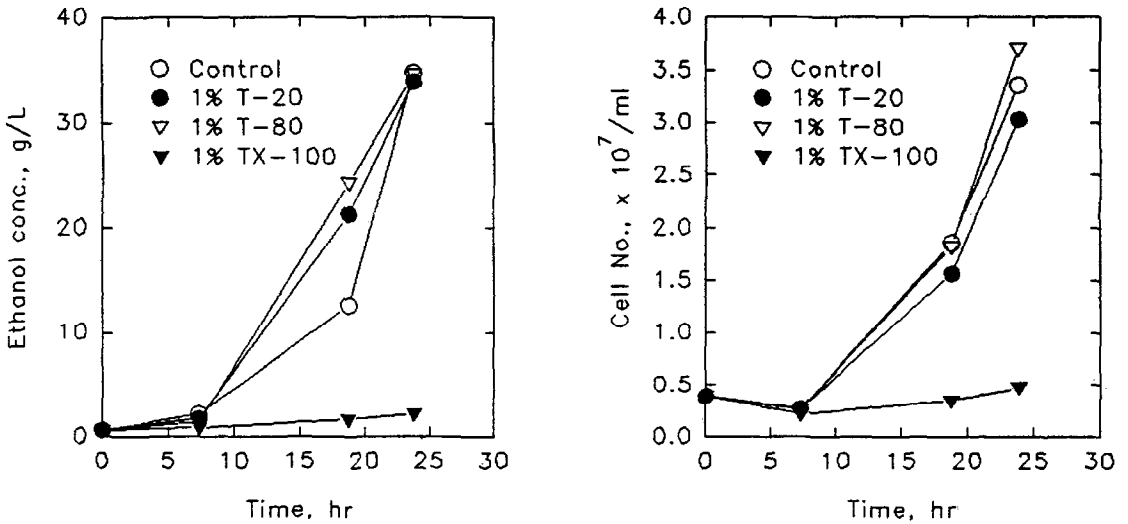 40
30
20
10
0
Ethanol conc., g/L
Control
1% T-20
1% T-80
1% TX-100
0 5 10 15 20 25 30
Time, hr
4.0
3.5
3.0
2.5
2.0
1.5
1.0
0.5
0.0
Cell No., x 10⁷/ml
Control
1% T-20
1% T-80
1% TX-100
0 5 10 15 20 25 30
Time, hr